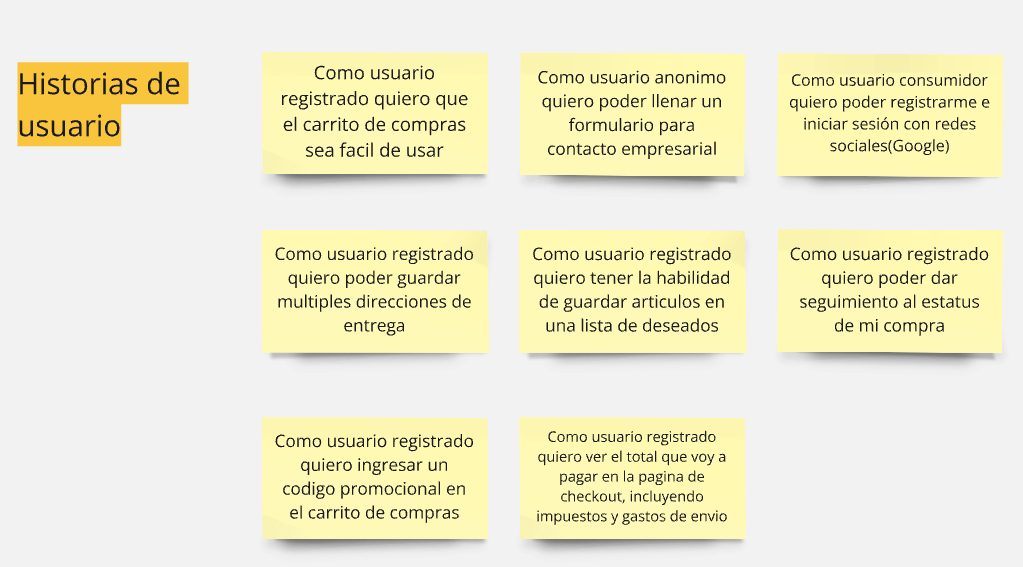 Historias de
usuario
Como usuario
registrado quiero que
el carrito de compras
sea facil de usar
Como usuario anonimo
quiero poder llenar un
formulario para
contacto empresarial
Como usuario consumidor
quiero poder registrarme e
iniciar sesión con redes
sociales(Google)
Como usuario registrado
quiero poder guardar
multiples direcciones de
entrega
Como usuario registrado
quiero tener la habilidad
de guardar articulos en
una lista de deseados
Como usuario registrado
quiero poder dar
seguimiento al estatus
de mi compra
Como usuario registrado
quiero ingresar un
codigo promocional en
el carrito de compras
Como usuario registrado
quiero ver el total que voy a
pagar en la pagina de
checkout, incluyendo
impuestos y gastos de envio